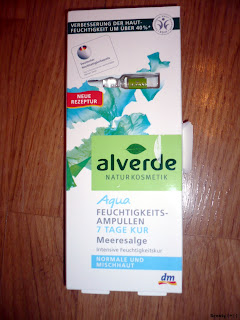 VERBESSERUNG DER HAUT-
FEUCHTIGKEIT UM ÜBER 40%*
NEUE
REZEPTUR
alverde
NATURKOSMETIK
Aqua
FEUCHTIGKEITS-
AMPULLEN
7 TAGE KUR
Meeresalge
Intensive Feuchtigkeitskur
NORMALE UND
MISCHHAUT
dm